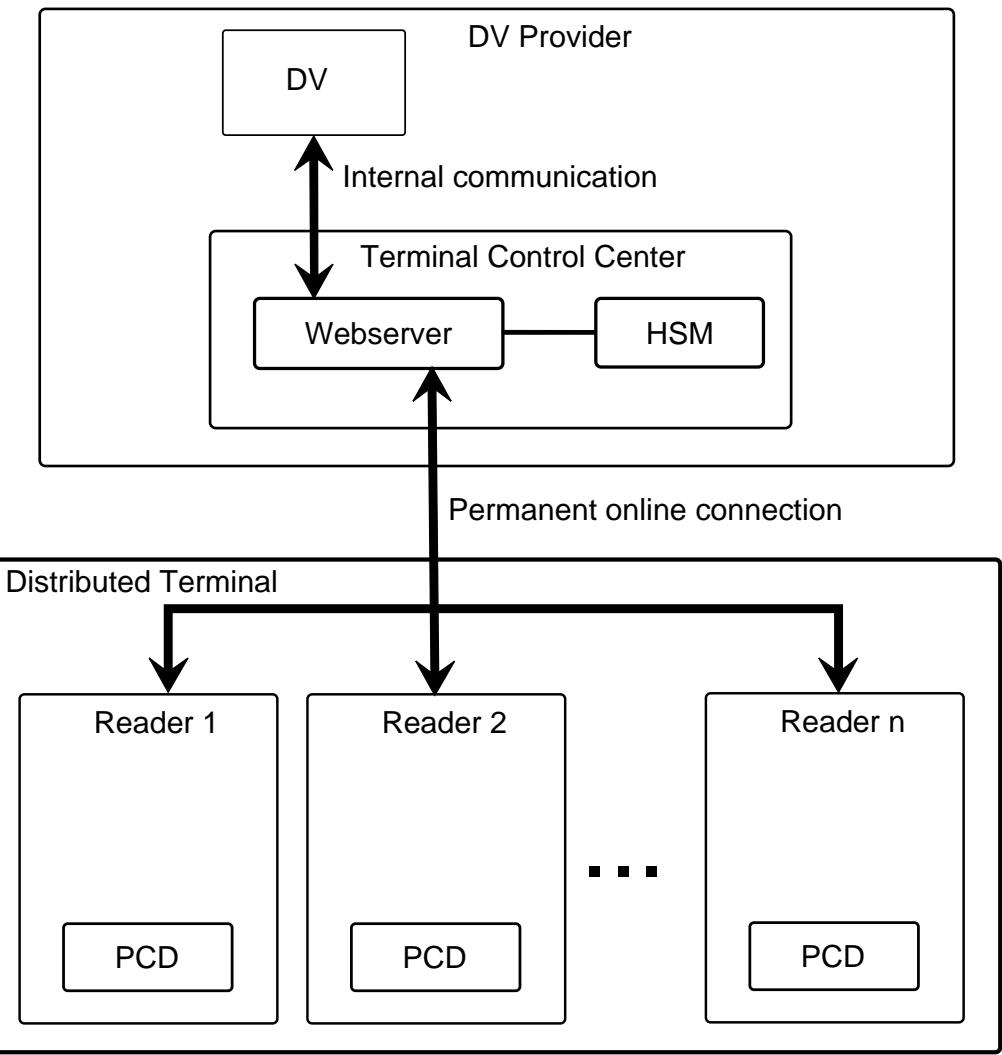 DV Provider
DV
Internal communication
Terminal Control Center
Webserver
HSM
Permanent online connection
Distributed Terminal
Reader 1
Reader 2
Reader n
PCD
PCD
PCD